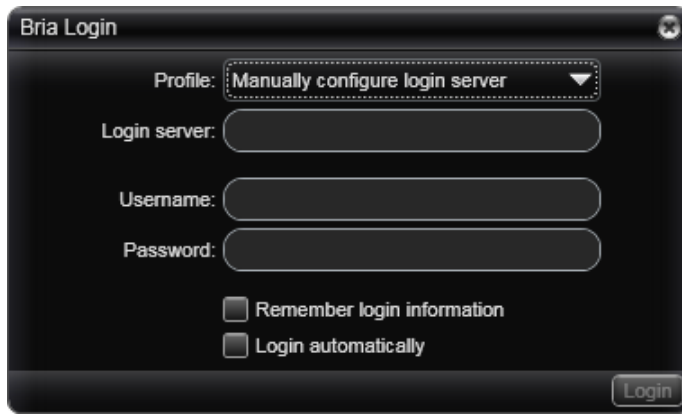 Bria Login
Profile: Manually configure login server
Login server:
Username:
Password:
Remember login information
Login automatically
Login